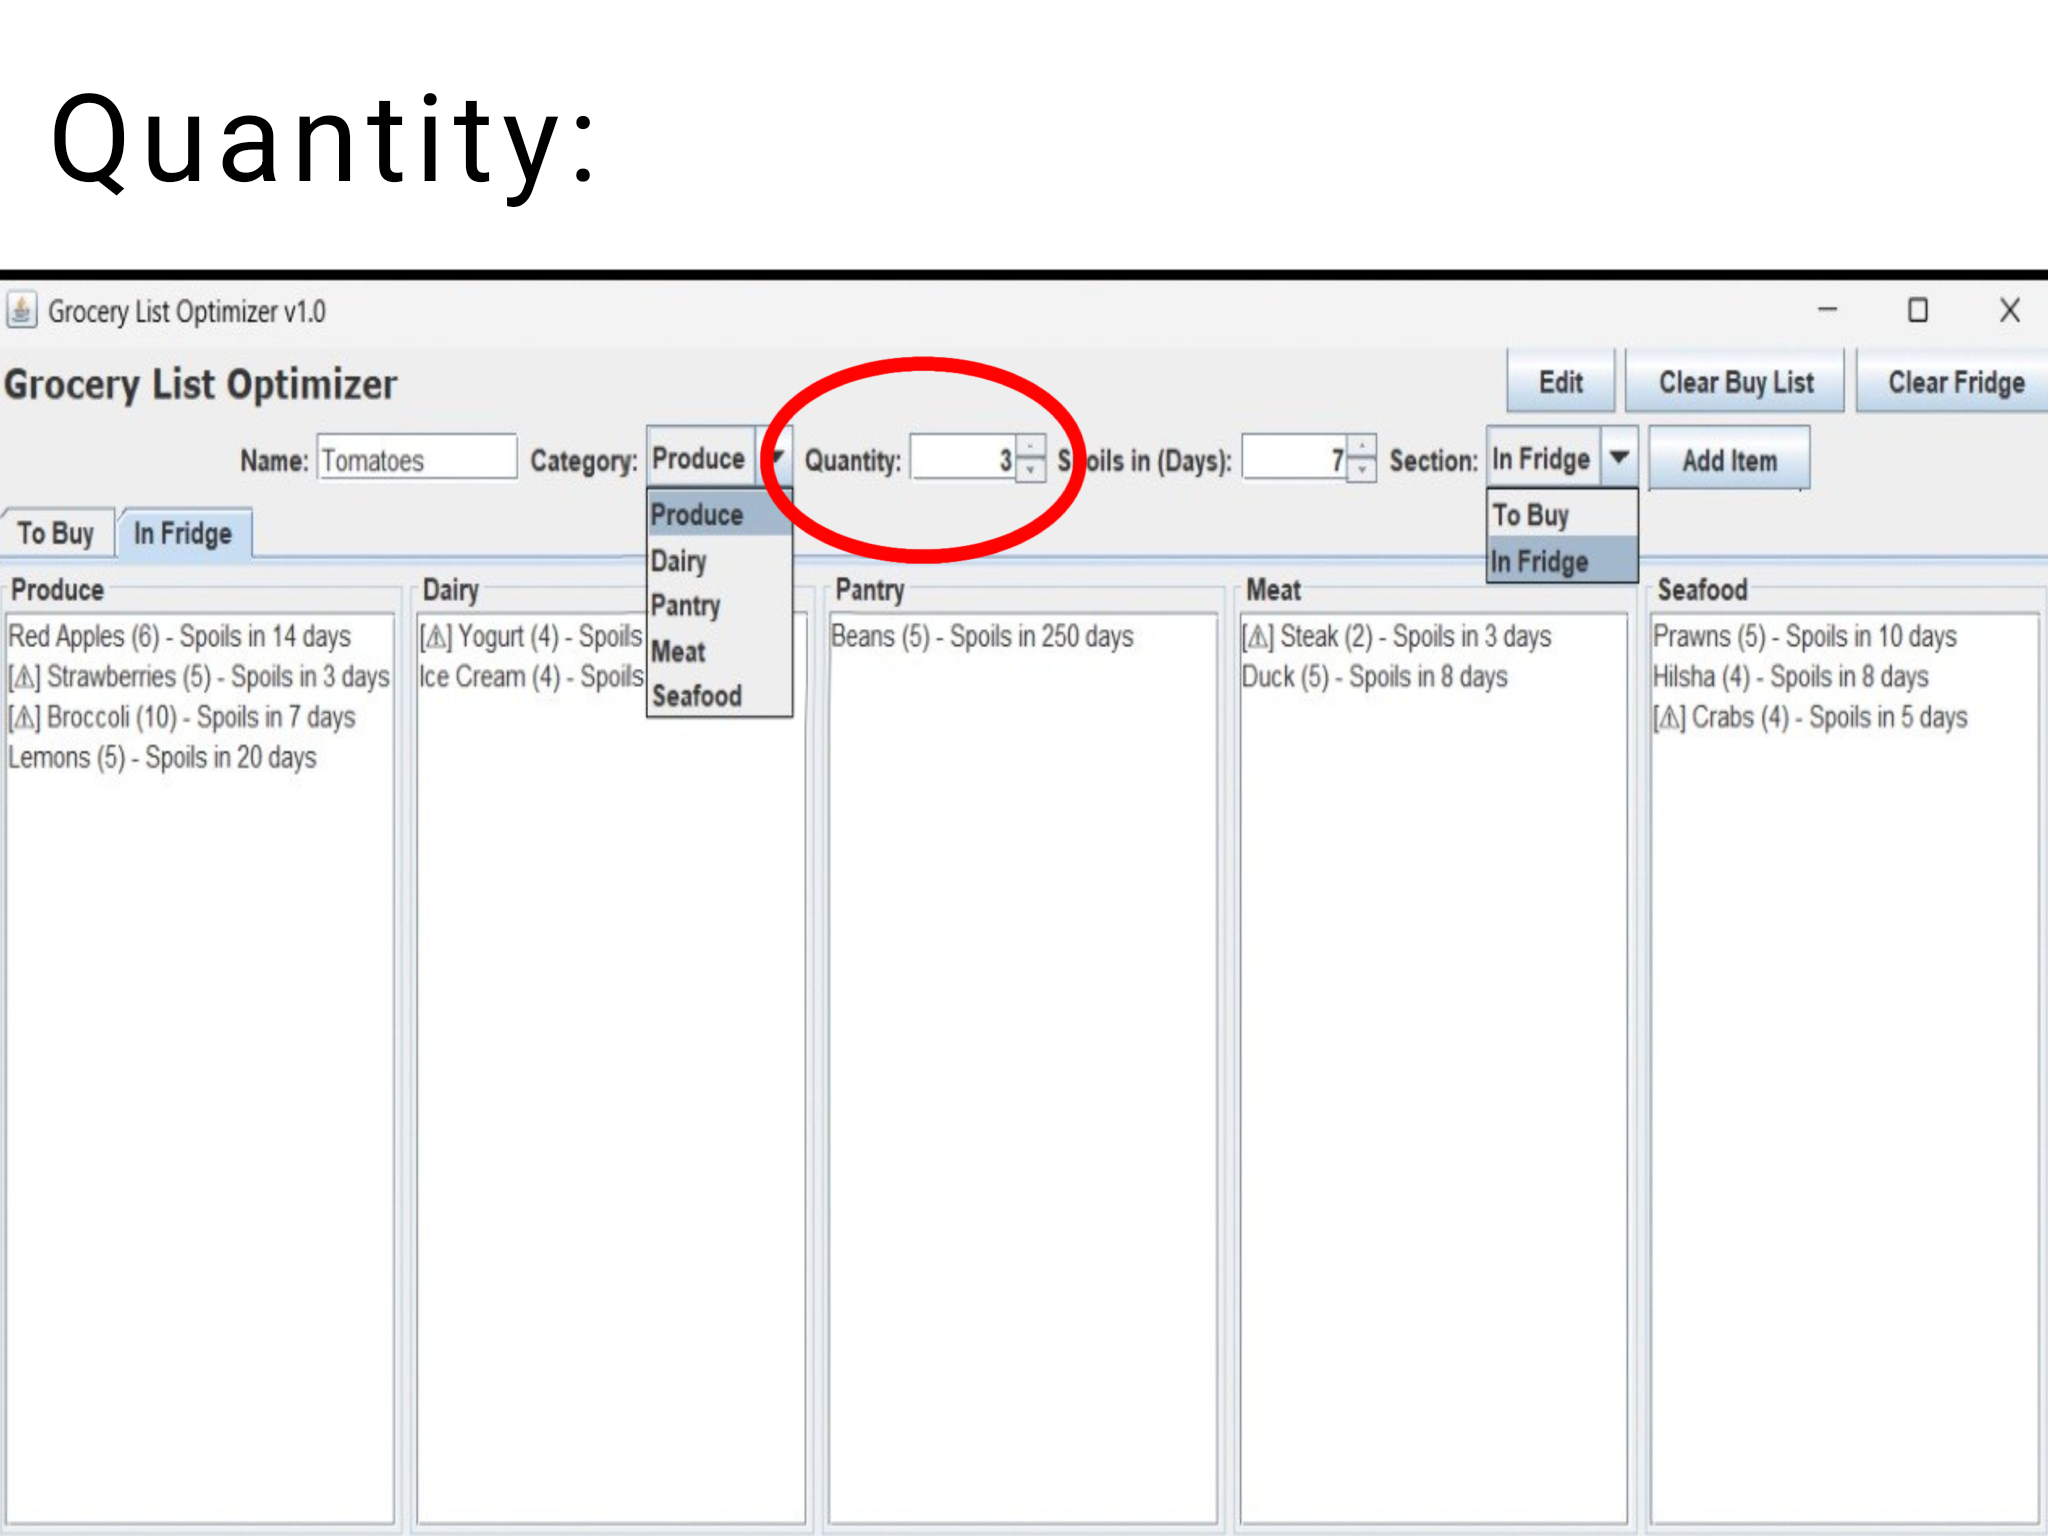 Quantity:
Grocery List Optimizer v1.0
Grocery List Optimizer
Edit
Clear Buy List
Clear Fridge
Name: Tomatoes
Category: Produce
Quantity: 3
Spoils in (Days): 7
Section: In Fridge
Add Item
Produce
Dairy
Pantry
Meat
Seafood
To Buy
In Fridge
To Buy
In Fridge
Produce
Red Apples (6) - Spoils in 14 days
[⚠] Strawberries (5) - Spoils in 3 days
[⚠] Broccoli (10) - Spoils in 7 days
Lemons (5) - Spoils in 20 days
Dairy
[⚠] Yogurt (4) - Spoils
Ice Cream (4) - Spoils
Pantry
Beans (5) - Spoils in 250 days
Meat
[⚠] Steak (2) - Spoils in 3 days
Duck (5) - Spoils in 8 days
Seafood
Prawns (5) - Spoils in 10 days
Hilsha (4) - Spoils in 8 days
[⚠] Crabs (4) - Spoils in 5 days